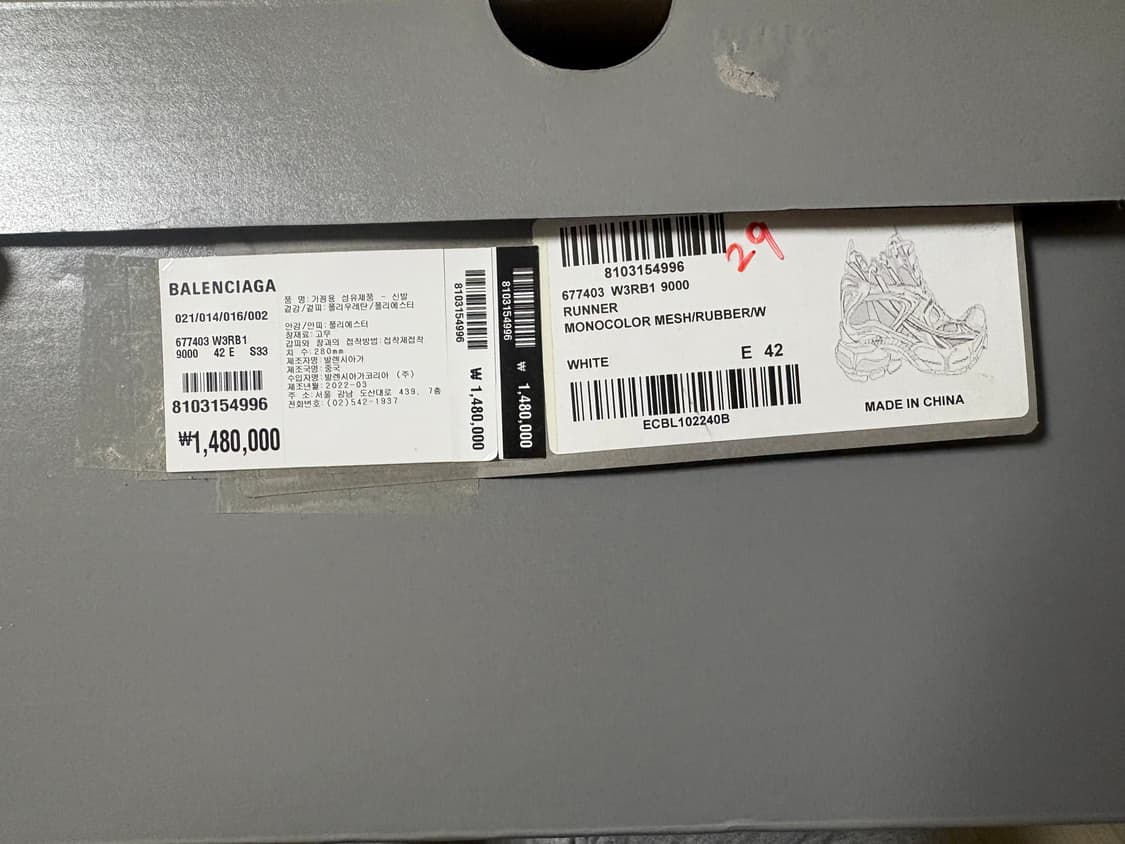 BALENCIAGA
021/014/016/002
677403 W3RB1
9000 42 E S33
8103154996
₩1,480,000
품 명:가정용 섬유제품 - 신발
겉감/겉피:폴리우레탄/폴리에스터
안감/안피:폴리에스터
창재료:고무
갑피와 창과의 접착방법:접착제접착
치 수:280mm
제조자명:발렌시아가
제조국명:중국
수입자명:발렌시아가코리아 (주)
제조년월:2022-03
주 소:서울 강남 도산대로 439, 7층
전화번호:(02)542-1937
8103154996
₩ 1,480,000
8103154996
₩ 1,480,000
29
8103154996
677403 W3RB1 9000
RUNNER
MONOCOLOR MESH/RUBBER/W
WHITE
E 42
ECBL102240B
MADE IN CHINA